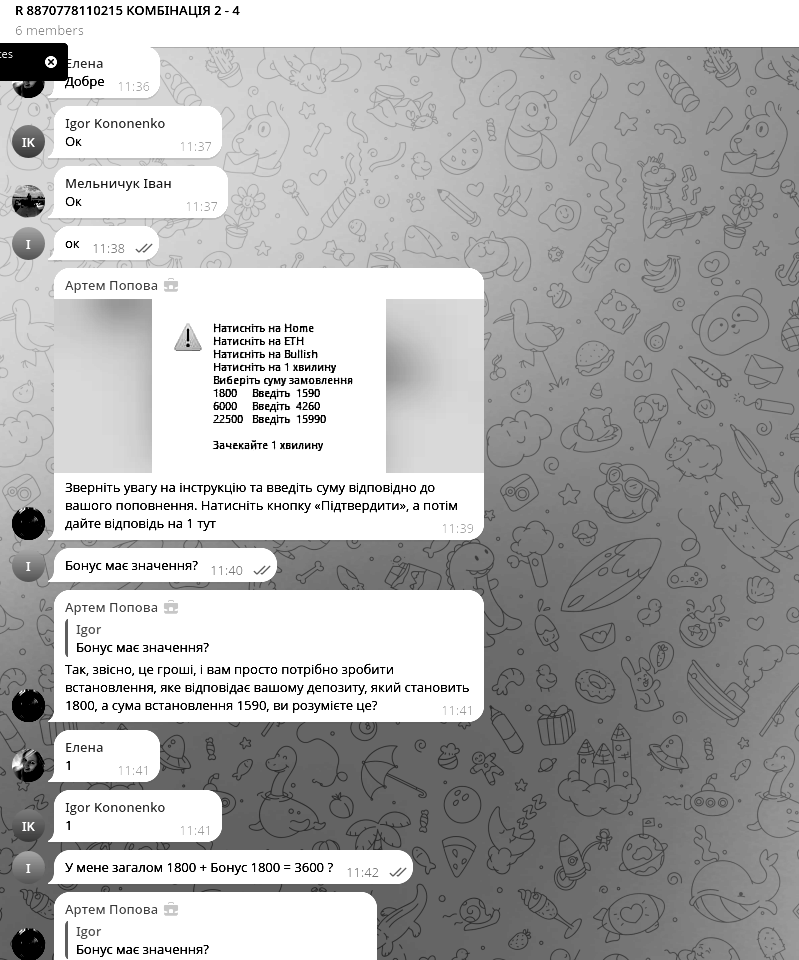 R 8870778110215 КОМБІНАЦІЯ 2 - 4
6 members
Елена
Добре 11:36
IK
Igor Kononenko
Ок 11:37
Мельничук Іван
Ок 11:37
I
ок 11:38
Артем Попова
Натисніть на Home
Натисніть на ETH
Натисніть на Bullish
Натисніть на 1 хвилину
Виберіть суму замовлення
1800 Введіть 1590
6000 Введіть 4260
22500 Введіть 15990
Зачекайте 1 хвилину
Зверніть увагу на інструкцію та введіть суму відповідно до
вашого поповнення. Натисніть кнопку «Підтвердити», а потім
дайте відповідь на 1 тут 11:39
I
Бонус має значення? 11:40
Артем Попова
Igor
Бонус має значення?
Так, звісно, це гроші, і вам просто потрібно зробити
встановлення, яке відповідає вашому депозиту, який становить
1800, а сума встановлення 1590, ви розумієте це? 11:41
Елена
1 11:41
IK
Igor Kononenko
1 11:41
I
У мене загалом 1800 + Бонус 1800 = 3600 ? 11:42
Артем Попова
Igor
Бонус має значення?